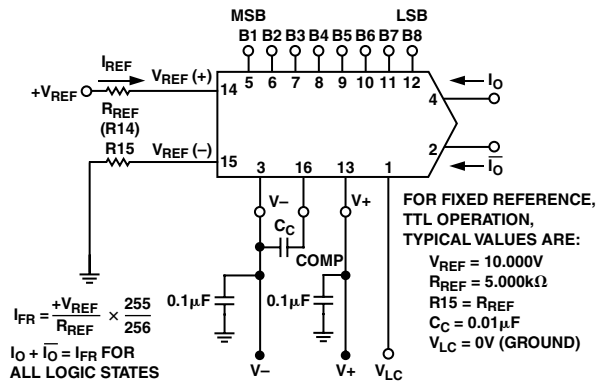 MSB LSB
B1 B2 B3 B4 B5 B6 B7 B8
I_REF
V_REF (+)
+V_REF
14
5 6 7 8 9 10 11 12
I_O
4
R_REF
(R14)
R15
V_REF (–)
15
2
I̅_O̅
3 16 13 1
V–
V+
C_C
COMP
0.1µF
0.1µF
V–
V+
V_LC
FOR FIXED REFERENCE,
TTL OPERATION,
TYPICAL VALUES ARE:
V_REF = 10.000V
R_REF = 5.000kΩ
R15 = R_REF
C_C = 0.01µF
V_LC = 0V (GROUND)
I_FR = +V_REF / R_REF × 255 / 256
I_O + I̅_O̅ = I_FR FOR
ALL LOGIC STATES